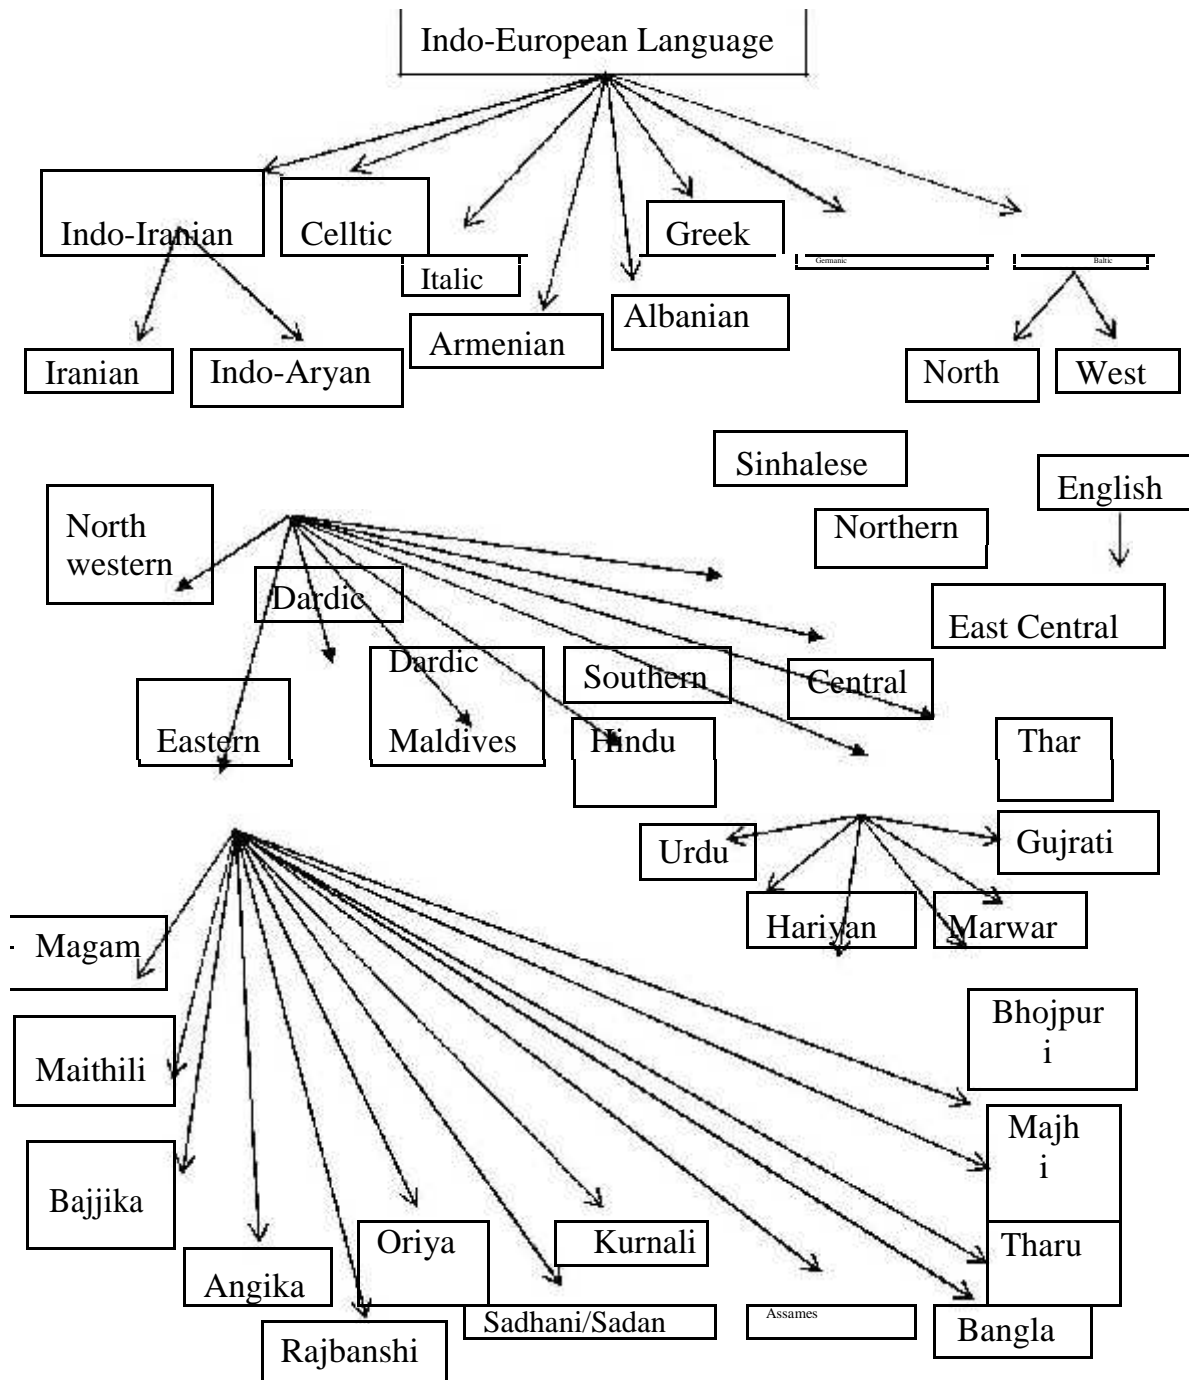 Indo-European Language
Indo-Iranian
Celltic
Greek
Italic
Germanic
Baltic
Armenian
Albanian
Iranian
Indo-Aryan
North
West
Sinhalese
English
North
western
Northern
Dardic
East Central
Dardic
Maldives
Southern
Central
Eastern
Hindu
Thar
Urdu
Gujrati
Hariyan
Marwar
Magam
Bhojpur
i
Maithili
Majh
i
Bajjika
Oriya
Kurnali
Tharu
Angika
Sadhani/Sadan
Assames
Bangla
Rajbanshi